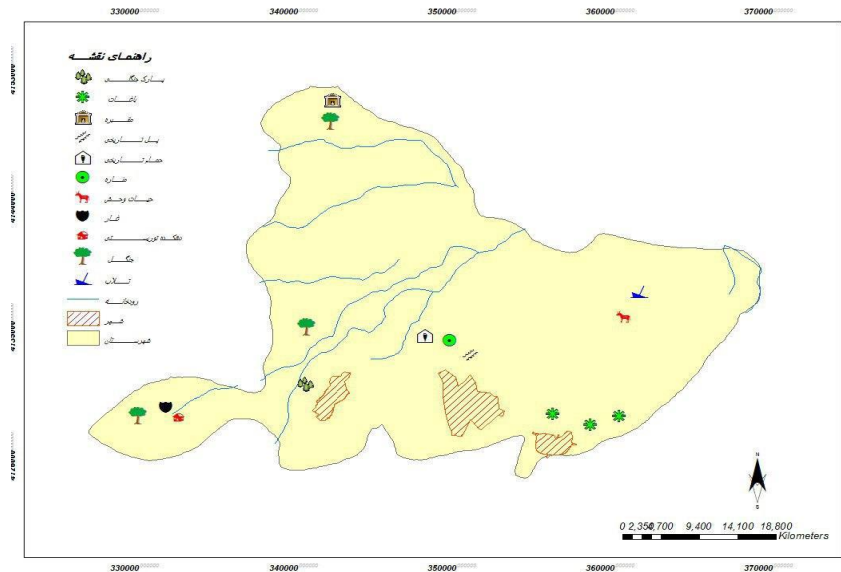 330000 340000 350000 360000 370000
راهنمای نقشه
پارک جنگلی
باغات
مقبره
پل تاریخی
حمام تاریخی
مناره
حیات وحش
غار
دهکده توریستی
جنگل
تالاب
رودخانه
شهر
شهرستان
N
S
0 2,350 4,700 9,400 14,100 18,800
Kilometers
330000 340000 350000 360000 370000